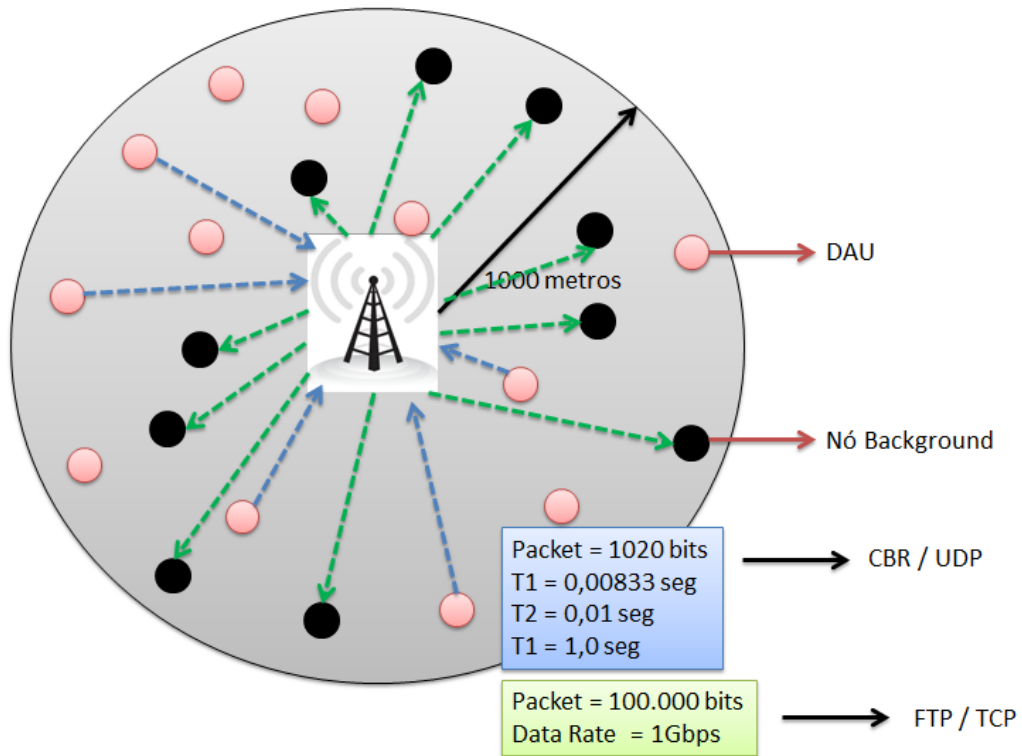 1000 metros
DAU
Nó Background
Packet = 1020 bits
T1 = 0,00833 seg
T2 = 0,01 seg
T1 = 1,0 seg
CBR / UDP
Packet = 100.000 bits
Data Rate = 1Gbps
FTP / TCP